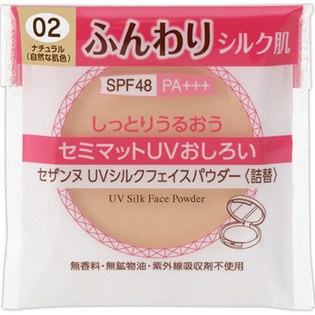 02
ナチュラル
(自然な肌色)
ふんわりシルク肌
SPF48 PA+++
しっとりうるおう
セミマットUVおしろい
セザンヌ UVシルクフェイスパウダー〈詰替〉
UV Silk Face Powder
無香料・無鉱物油・紫外線吸収剤不使用